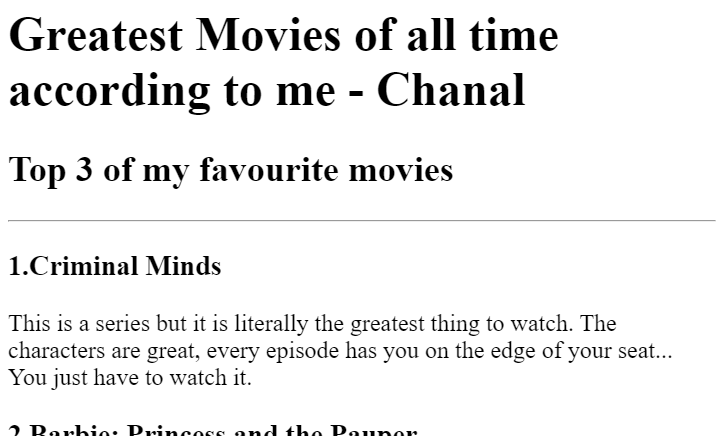 Greatest Movies of all time
according to me - Chanal
Top 3 of my favourite movies
1.Criminal Minds
This is a series but it is literally the greatest thing to watch. The
characters are great, every episode has you on the edge of your seat...
You just have to watch it.
2.Barbie: Princess and the Pauper